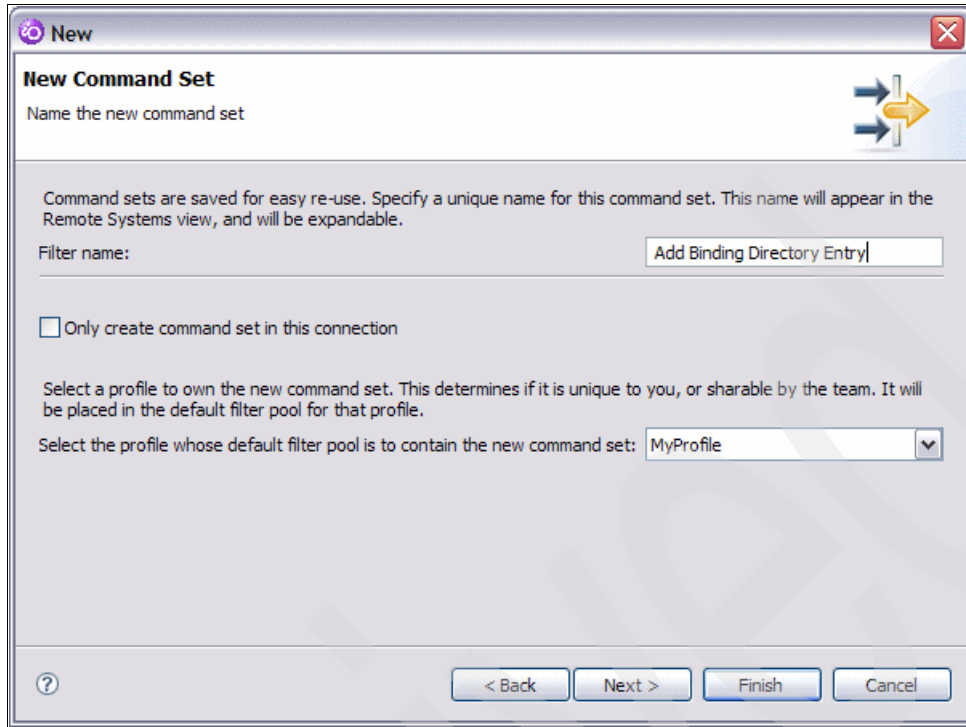 New
New Command Set
Name the new command set
Command sets are saved for easy re-use. Specify a unique name for this command set. This name will appear in the
Remote Systems view, and will be expandable.
Filter name:
Add Binding Directory Entry
Only create command set in this connection
Select a profile to own the new command set. This determines if it is unique to you, or sharable by the team. It will
be placed in the default filter pool for that profile.
Select the profile whose default filter pool is to contain the new command set:
MyProfile
?
< Back
Next >
Finish
Cancel